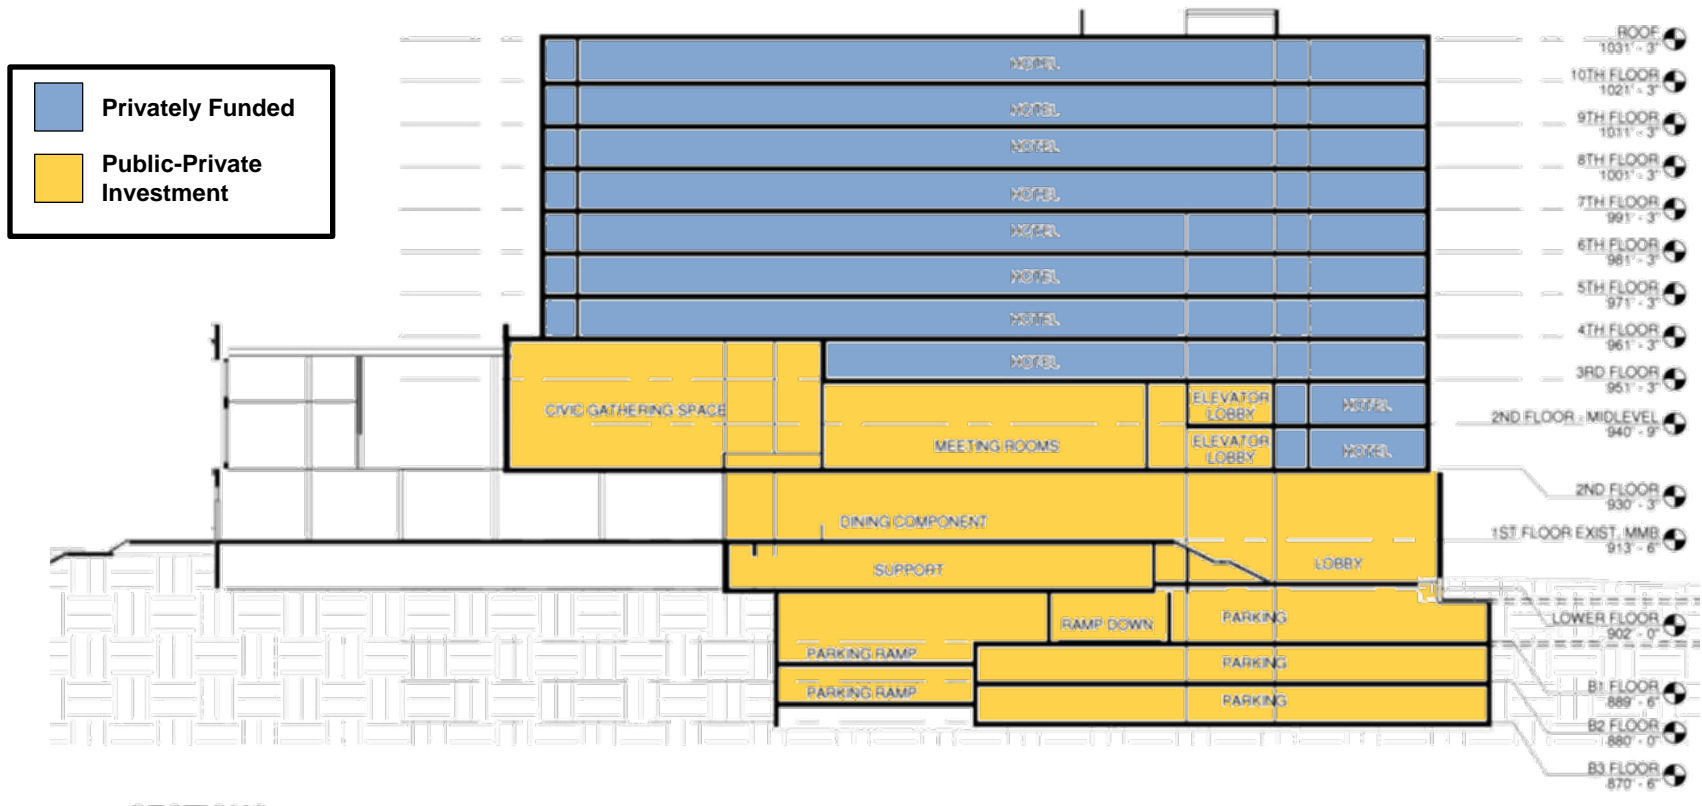 Privately Funded
Public-Private
Investment
HOTEL
HOTEL
HOTEL
HOTEL
HOTEL
HOTEL
HOTEL
HOTEL
CIVIC GATHERING SPACE
MEETING ROOMS
ELEVATOR
LOBBY
HOTEL
ELEVATOR
LOBBY
HOTEL
DINING COMPONENT
LOBBY
SUPPORT
RAMP DOWN
PARKING
PARKING RAMP
PARKING
PARKING RAMP
PARKING
ROOF
1031' - 3"
10TH FLOOR
1021' - 3"
9TH FLOOR
1011' - 3"
8TH FLOOR
1001' - 3"
7TH FLOOR
991' - 3"
6TH FLOOR
981' - 3"
5TH FLOOR
971' - 3"
4TH FLOOR
961' - 3"
3RD FLOOR
951' - 3"
2ND FLOOR - MIDLEVEL
940' - 9"
2ND FLOOR
930' - 3"
1ST FLOOR EXIST. MMB
913' - 6"
LOWER FLOOR
902' - 0"
B1 FLOOR
889' - 6"
B2 FLOOR
880' - 0"
B3 FLOOR
870' - 6"